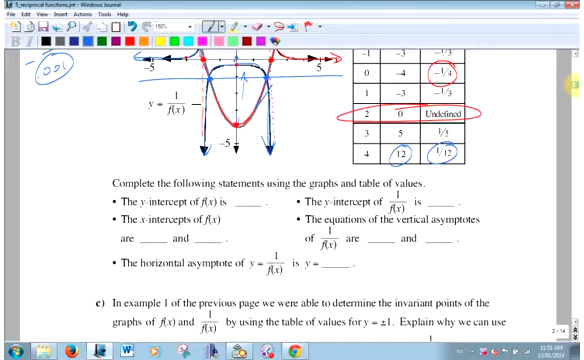 5_reciprocal functions.jnt - Windows Journal
File Edit View Insert Actions Tools Help
150%
B I
.001
-5
5
-5
y = 1/f(x)
-1 -3 -1/3
0 -4 -1/4
1 -3 -1/3
2 0 Undefined
3 5 1/5
4 12 1/12
Complete the following statements using the graphs and table of values.
• The y-intercept of f(x) is _____ .
• The y-intercept of 1/f(x) is _____ .
• The x-intercepts of f(x)
are _____ and _____ .
• The equations of the vertical asymptotes
of 1/f(x) are _____ and _____ .
• The horizontal asymptote of y = 1/f(x) is y = _____ .
c) In example 1 of the previous page we were able to determine the invariant points of the
graphs of f(x) and 1/f(x) by using the table of values for y = ±1. Explain why we can use
2 / 14
11:51 AM